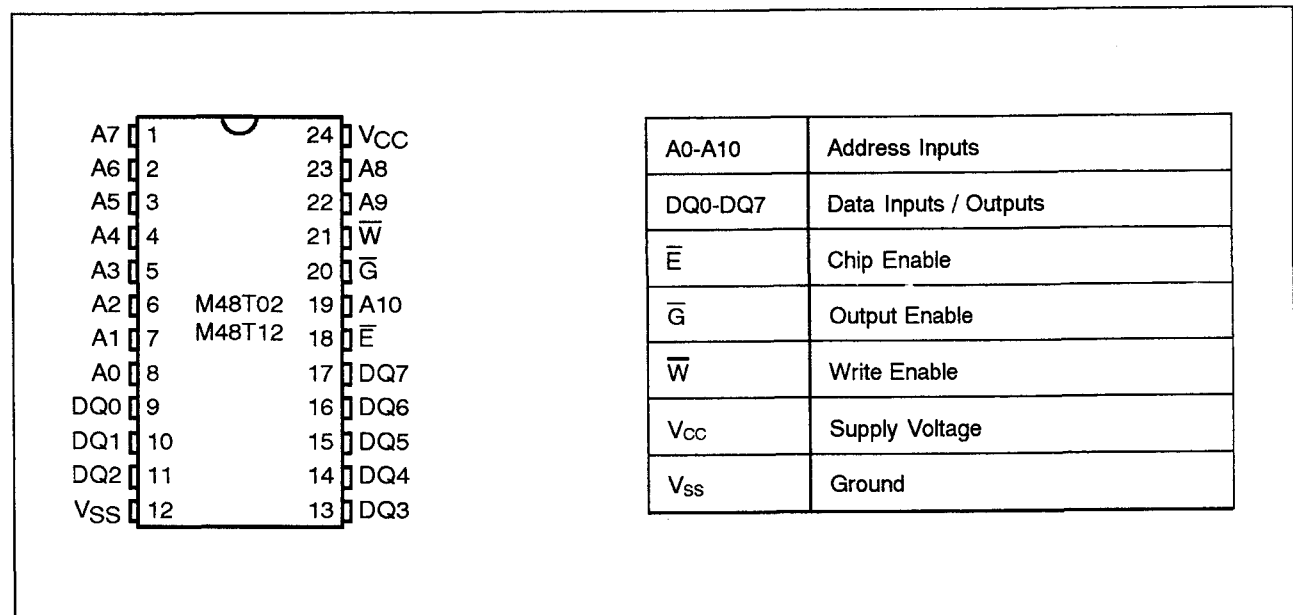 A7 1 24 VCC
A6 2 23 A8
A5 3 22 A9
A4 4 21 W̅
A3 5 20 G̅
A2 6 M48T02 19 A10
A1 7 M48T12 18 E̅
A0 8 17 DQ7
DQ0 9 16 DQ6
DQ1 10 15 DQ5
DQ2 11 14 DQ4
VSS 12 13 DQ3
A0-A10 Address Inputs
DQ0-DQ7 Data Inputs / Outputs
E̅ Chip Enable
G̅ Output Enable
W̅ Write Enable
VCC Supply Voltage
VSS Ground